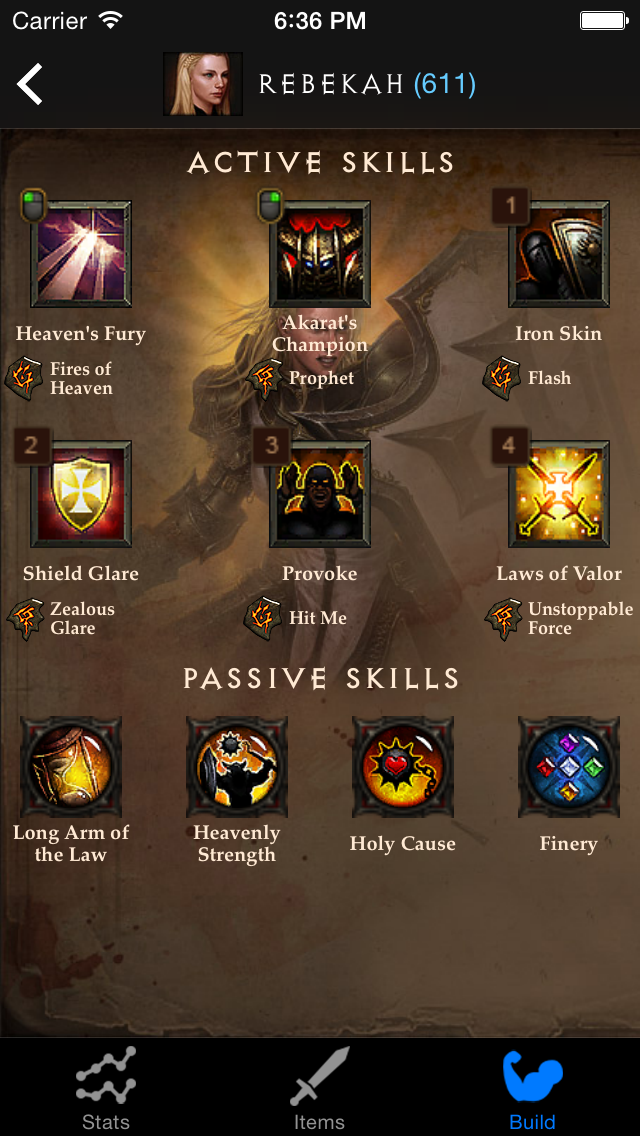 Carrier 6:36 PM
REBEKAH (611)
ACTIVE SKILLS
1
Heaven's Fury
Akarat's
Champion
Iron Skin
Fires of
Heaven
Prophet
Flash
2 3 4
Shield Glare Provoke Laws of Valor
Zealous
Glare
Hit Me
Unstoppable
Force
PASSIVE SKILLS
Long Arm of
the Law
Heavenly
Strength
Holy Cause
Finery
Stats Items Build